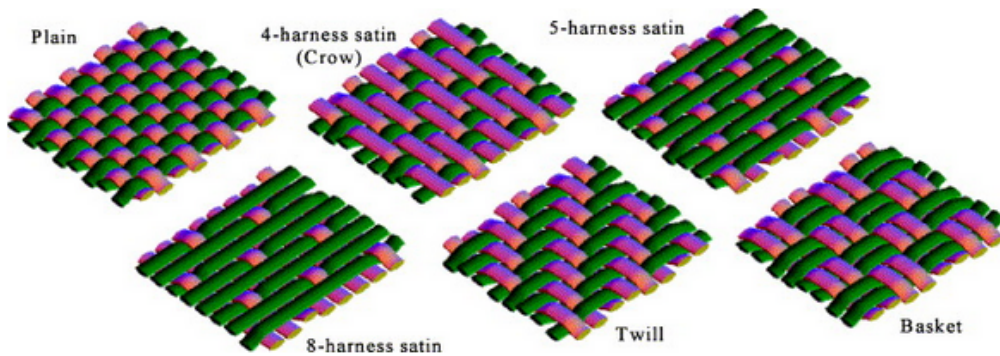 Plain
4-harness satin
(Crow)
5-harness satin
8-harness satin
Twill
Basket